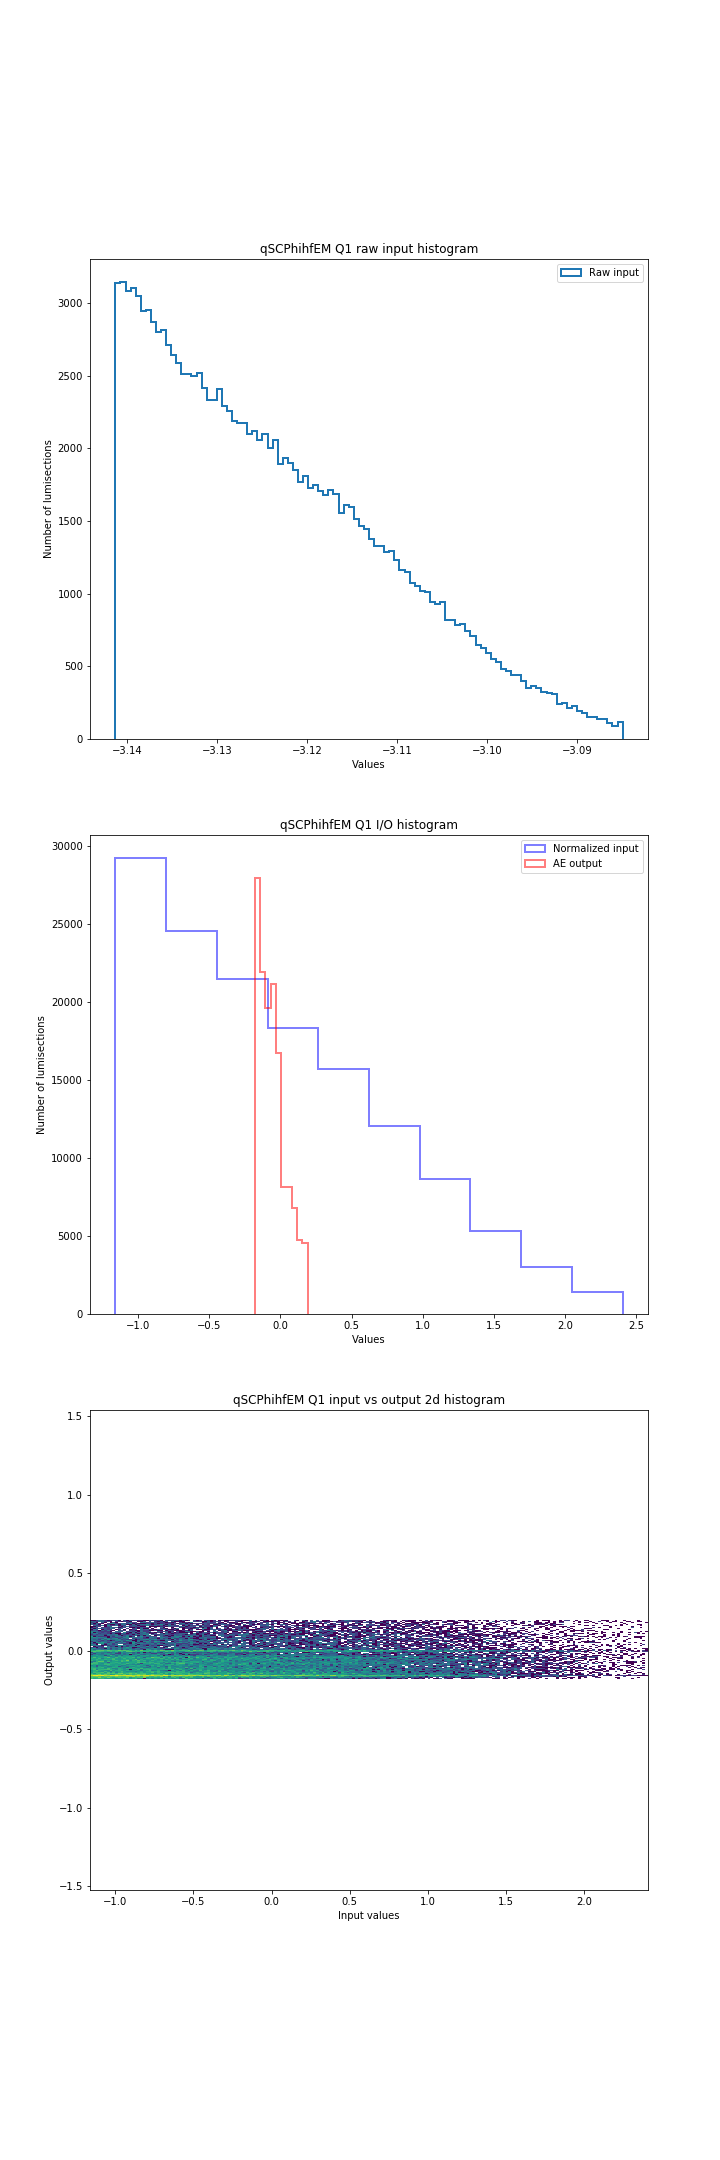 qSCPhihfEM Q1 raw input histogram
Raw input
3000
2500
2000
1500
1000
500
0
Number of lumisections
−3.14 −3.13 −3.12 −3.11 −3.10 −3.09
Values
qSCPhihfEM Q1 I/O histogram
Normalized input
AE output
30000
25000
20000
15000
10000
5000
0
Number of lumisections
−1.0 −0.5 0.0 0.5 1.0 1.5 2.0 2.5
Values
qSCPhihfEM Q1 input vs output 2d histogram
1.5
1.0
0.5
0.0
−0.5
−1.0
−1.5
Output values
−1.0 −0.5 0.0 0.5 1.0 1.5 2.0
Input values